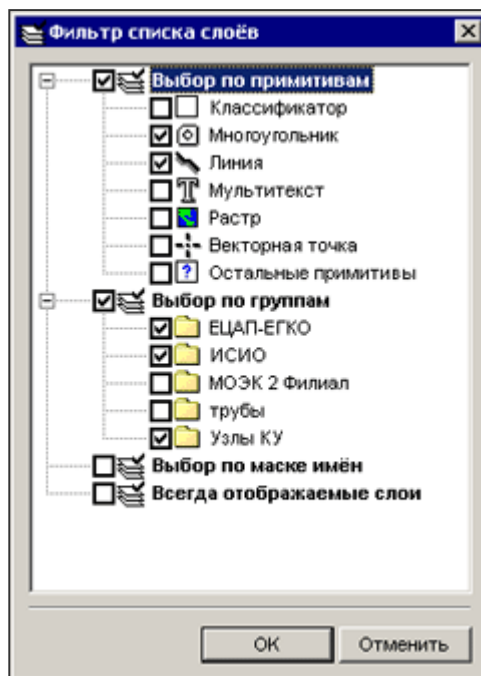 Фильтр списка слоёв
Выбор по примитивам
Классификатор
Многоугольник
Линия
Мультитекст
Растр
Векторная точка
Остальные примитивы
Выбор по группам
ЕЦАП-ЕГКО
ИСИО
МОЭК 2 Филиал
трубы
Узлы КУ
Выбор по маске имён
Всегда отображаемые слои
OK
Отменить